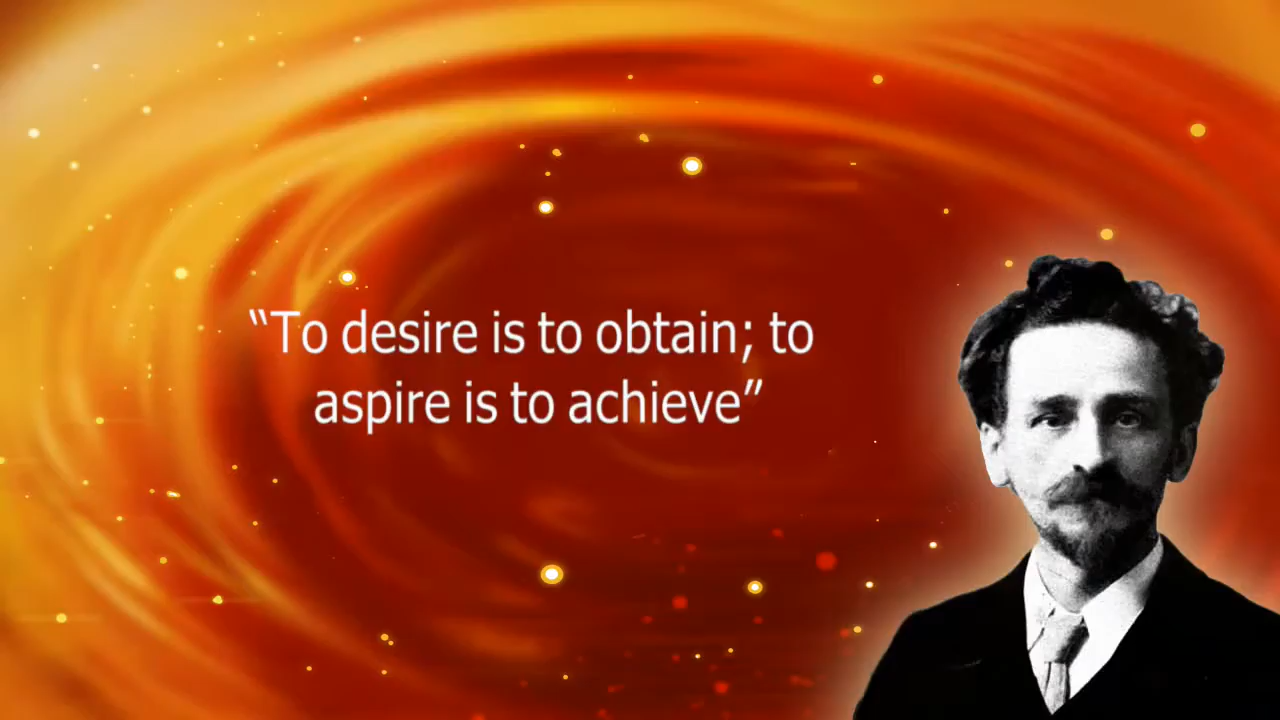 “To desire is to obtain; to
aspire is to achieve”